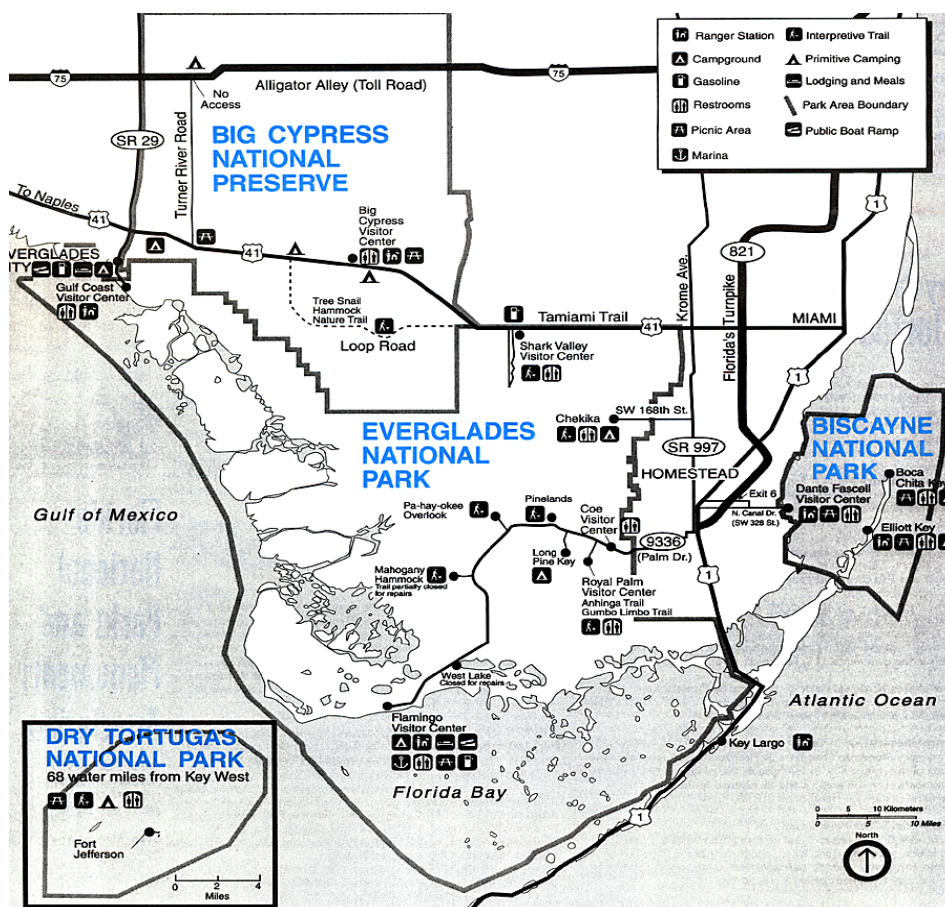 Ranger Station
Interpretive Trail
Campground
Primitive Camping
Gasoline
Lodging and Meals
Restrooms
Park Area Boundary
Picnic Area
Public Boat Ramp
Marina
75
Alligator Alley (Toll Road)
75
No
Access
SR 29
Turner River Road
BIG CYPRESS
NATIONAL
PRESERVE
To Naples
41
41
Big
Cypress
Visitor
Center
1
821
Krome Ave.
Florida's Turnpike
1
EVERGLADES
CITY
Gulf Coast
Visitor Center
Tree Snail
Hammock
Nature Trail
Loop Road
Tamiami Trail
41
MIAMI
Shark Valley
Visitor Center
1
Chekika
SW 168th St.
EVERGLADES
NATIONAL
PARK
SR 997
HOMESTEAD
BISCAYNE
NATIONAL
PARK
Boca
Chita Key
Dante Fascell
Visitor Center
Exit 6
N. Canal Dr.
(SW 328 St.)
Elliott Key
Gulf of Mexico
Pa-hay-okee
Overlook
Pinelands
Coe
Visitor
Center
9336
(Palm Dr.)
Long
Pine Key
Mahogany
Hammock
Trail partially closed
for repairs
Royal Palm
Visitor Center
Anhinga Trail
Gumbo Limbo Trail
1
West Lake
Closed for repairs
Atlantic Ocean
Flamingo
Visitor Center
Key Largo
Florida Bay
1
DRY TORTUGAS
NATIONAL PARK
68 water miles from Key West
Fort
Jefferson
0 2 4
Miles
0 5 10 Kilometers
0 5 10 Miles
North